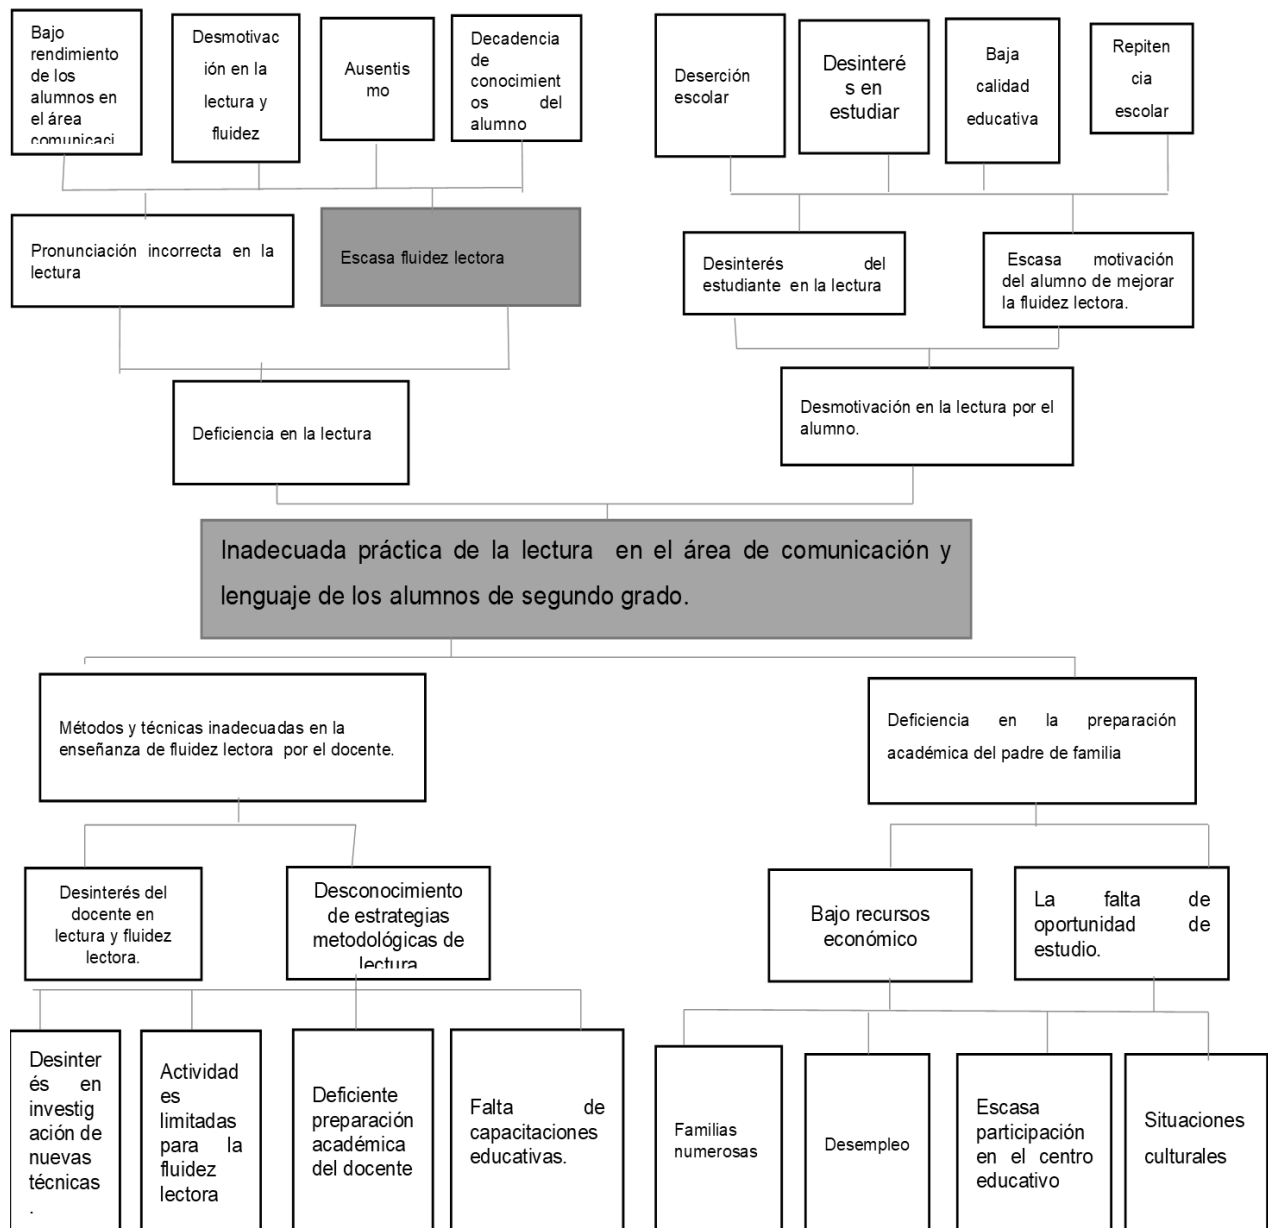 Bajo
rendimiento
de los
alumnos en
el área
comunicaci
Desmotivac
ión en la
lectura y
fluidez
Ausentis
mo
Decadencia
de
conocimient
os del
alumno
Deserción
escolar
Desinteré
s en
estudiar
Baja
calidad
educativa
Repiten
cia
escolar
Pronunciación incorrecta en la
lectura
Escasa fluidez lectora
Desinterés del
estudiante en la lectura
Escasa motivación
del alumno de mejorar
la fluidez lectora.
Deficiencia en la lectura
Desmotivación en la lectura por el
alumno.
Inadecuada práctica de la lectura en el área de comunicación y
lenguaje de los alumnos de segundo grado.
Métodos y técnicas inadecuadas en la
enseñanza de fluidez lectora por el docente.
Deficiencia en la preparación
académica del padre de familia
Desinterés del
docente en
lectura y fluidez
lectora.
Desconocimiento
de estrategias
metodológicas de
lectura
Bajo recursos
económico
La falta de
oportunidad de
estudio.
Desinter
és en
investig
ación de
nuevas
técnicas
.
Actividad
es
limitadas
para la
fluidez
lectora
Deficiente
preparación
académica
del docente
Falta de
capacitaciones
educativas.
Familias
numerosas
Desempleo
Escasa
participación
en el centro
educativo
Situaciones
culturales